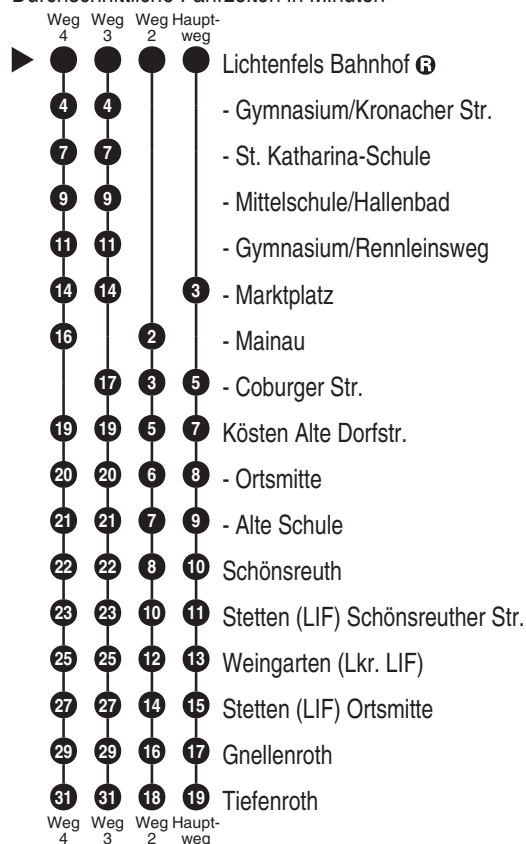 Durchschnittliche Fahrzeiten in Minuten
Weg 4 Weg 3 Weg 2 Haupt-weg
Lichtenfels Bahnhof R
4 4 - Gymnasium/Kronacher Str.
7 7 - St. Katharina-Schule
9 9 - Mittelschule/Hallenbad
11 11 - Gymnasium/Rennleinsweg
14 14 3 - Marktplatz
16 2 - Mainau
17 3 5 - Coburger Str.
19 19 5 7 Kösten Alte Dorfstr.
20 20 6 8 - Ortsmitte
21 21 7 9 - Alte Schule
22 22 8 10 Schönsreuth
23 23 10 11 Stetten (LIF) Schönsreuther Str.
25 25 12 13 Weingarten (Lkr. LIF)
27 27 14 15 Stetten (LIF) Ortsmitte
29 29 16 17 Gnellenroth
31 31 18 19 Tiefenroth
Weg 4 Weg 3 Weg 2 Haupt-weg